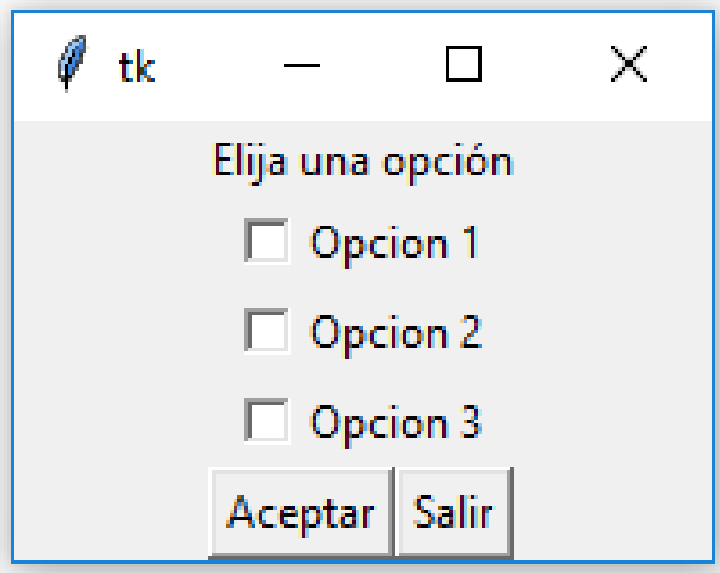 tk
Elija una opción
Opcion 1
Opcion 2
Opcion 3
Aceptar Salir